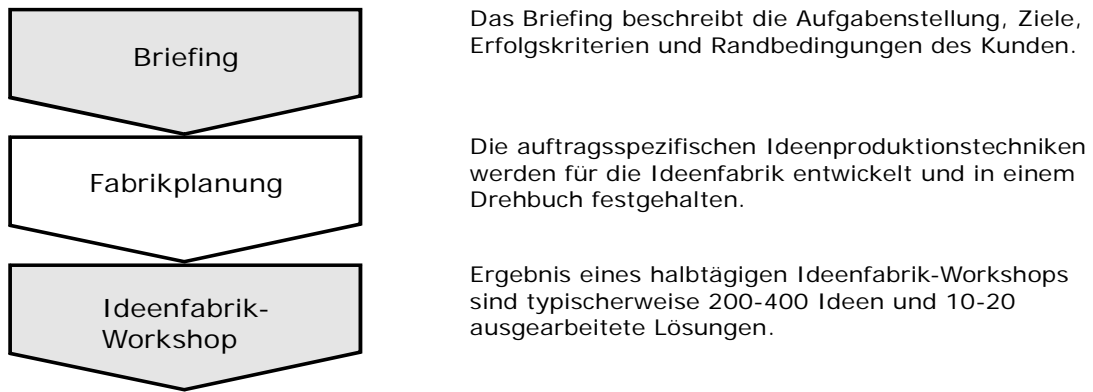 Briefing
Das Briefing beschreibt die Aufgabenstellung, Ziele,
Erfolgskriterien und Randbedingungen des Kunden.
Fabrikplanung
Die auftragsspezifischen Ideenproduktionstechniken
werden für die Ideenfabrik entwickelt und in einem
Drehbuch festgehalten.
Ideenfabrik-
Workshop
Ergebnis eines halbtägigen Ideenfabrik-Workshops
sind typischerweise 200-400 Ideen und 10-20
ausgearbeitete Lösungen.